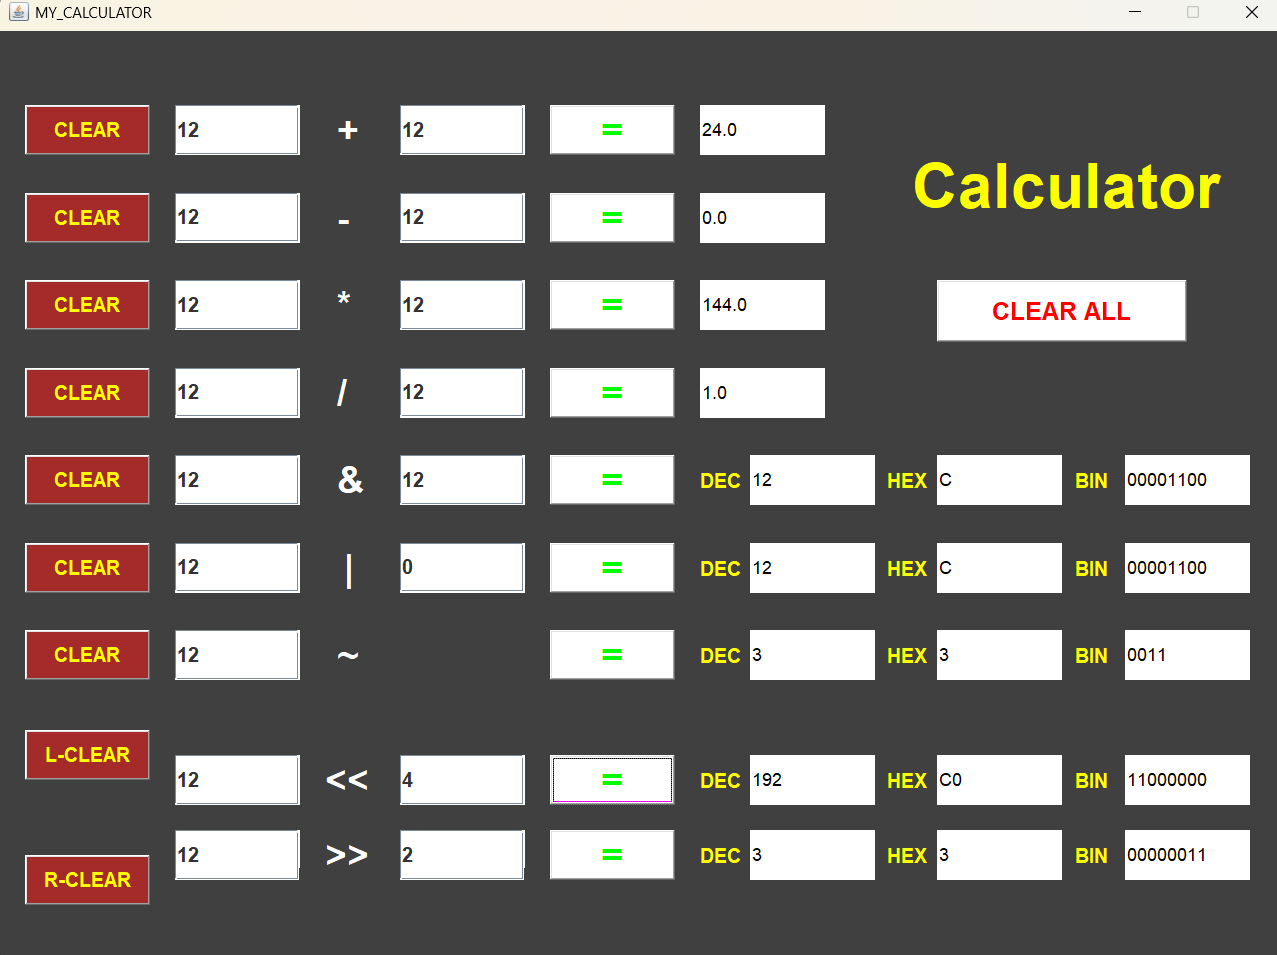 MY_CALCULATOR
CLEAR 12 + 12 = 24.0
Calculator
CLEAR 12 - 12 = 0.0
CLEAR 12 * 12 = 144.0
CLEAR ALL
CLEAR 12 / 12 = 1.0
CLEAR 12 & 12 = DEC 12 HEX C BIN 00001100
CLEAR 12 | 0 = DEC 12 HEX C BIN 00001100
CLEAR 12 ~ = DEC 3 HEX 3 BIN 0011
L-CLEAR
12 << 4 = DEC 192 HEX C0 BIN 11000000
12 >> 2 = DEC 3 HEX 3 BIN 00000011
R-CLEAR